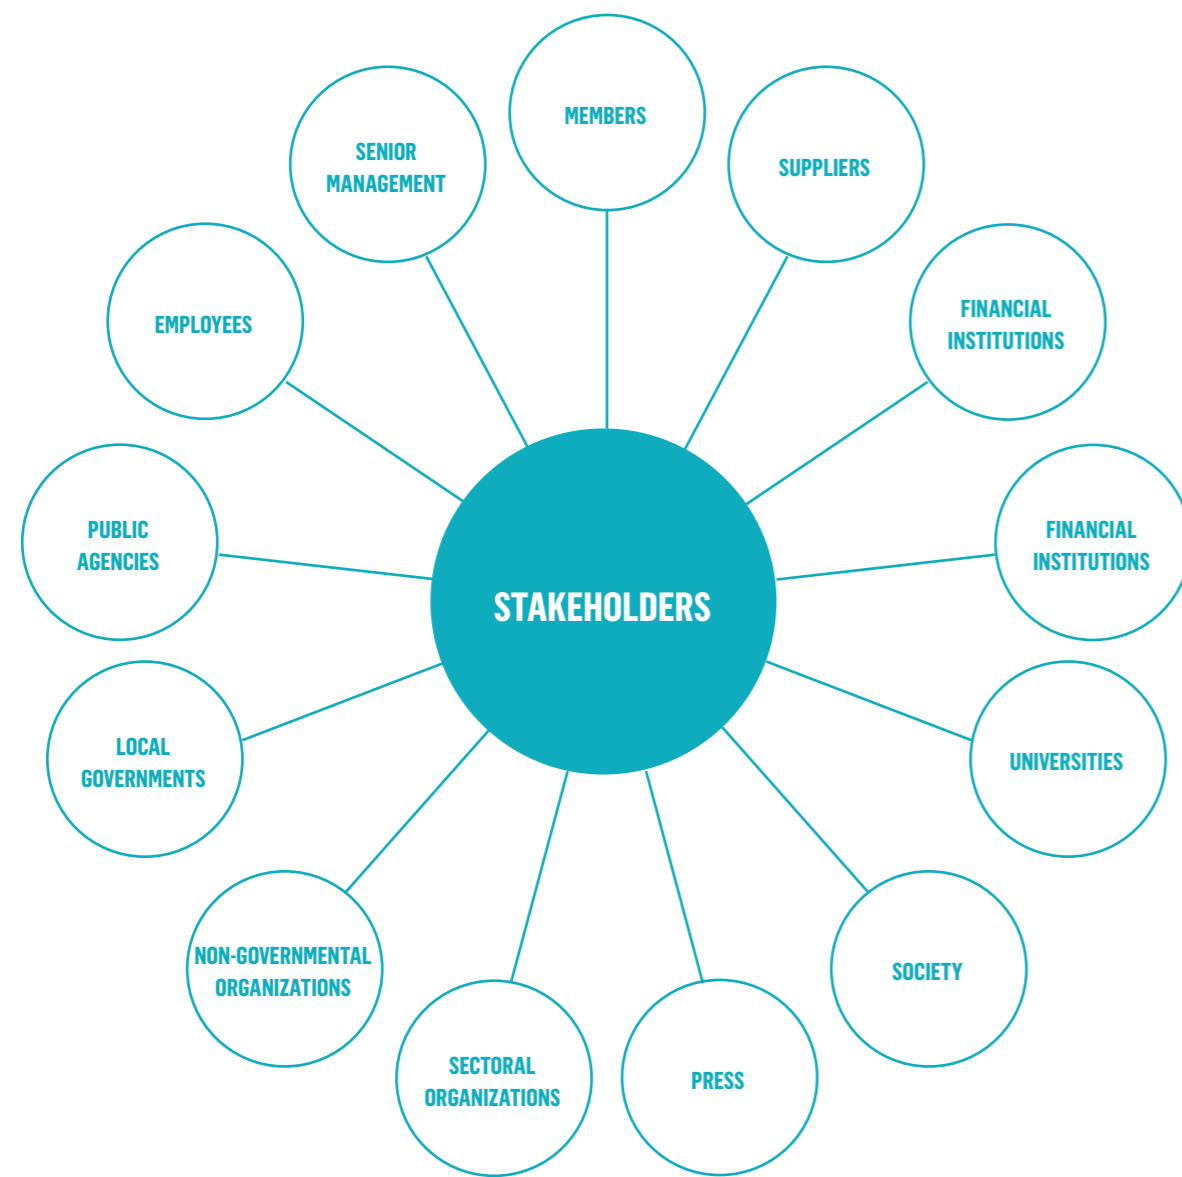 MEMBERS
SENIOR
MANAGEMENT
SUPPLIERS
EMPLOYEES
FINANCIAL
INSTITUTIONS
PUBLIC
AGENCIES
FINANCIAL
INSTITUTIONS
STAKEHOLDERS
LOCAL
GOVERNMENTS
UNIVERSITIES
NON-GOVERNMENTAL
ORGANIZATIONS
SOCIETY
SECTORAL
ORGANIZATIONS
PRESS